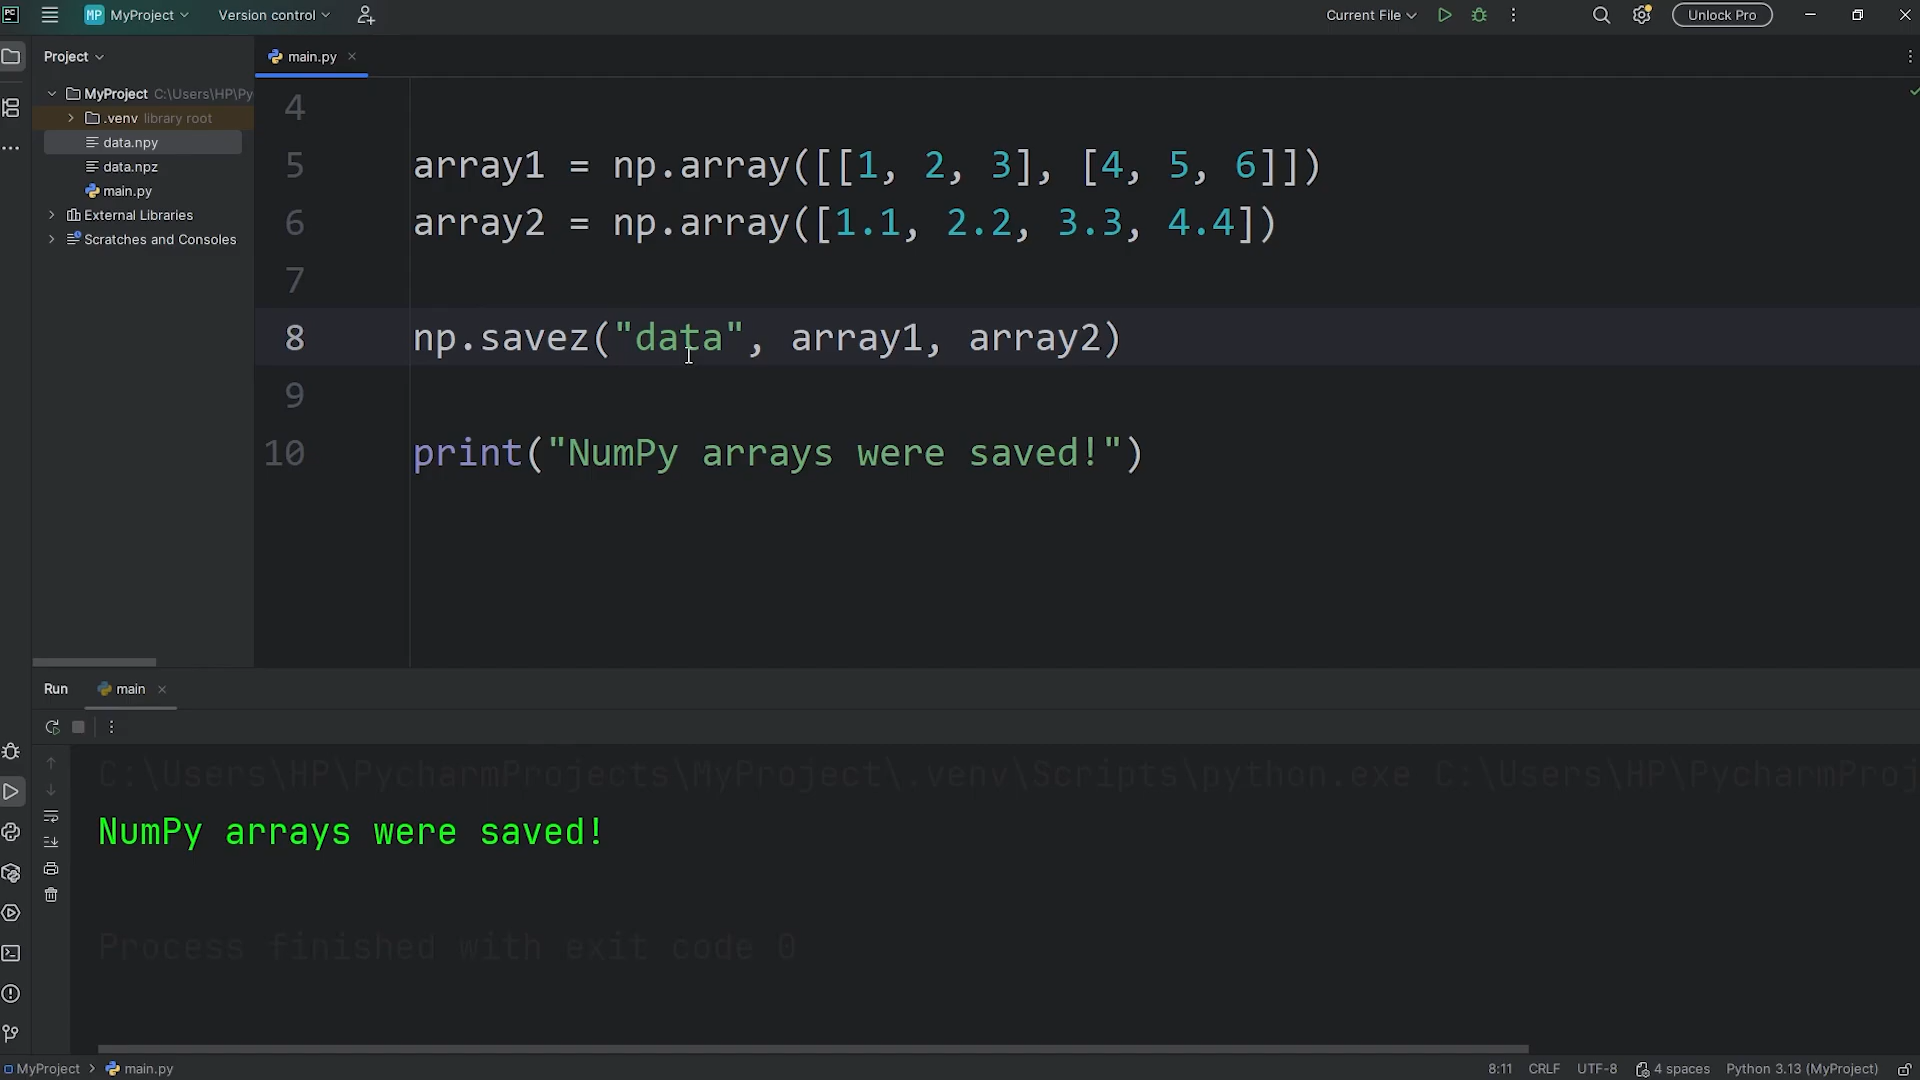 PC MP MyProject Version control Current File Unlock Pro
Project main.py
MyProject C:\Users\HP\Py
.venv library root
data.npy
data.npz
main.py
External Libraries
Scratches and Consoles
4
5 array1 = np.array([[1, 2, 3], [4, 5, 6]])
6 array2 = np.array([1.1, 2.2, 3.3, 4.4])
7
8 np.savez("data", array1, array2)
9
10 print("NumPy arrays were saved!")
Run main
C:\Users\HP\PycharmProjects\MyProject\.venv\Scripts\python.exe C:\Users\HP\PycharmProj
NumPy arrays were saved!
Process finished with exit code 0
MyProject > main.py 8:11 CRLF UTF-8 4 spaces Python 3.13 (MyProject)